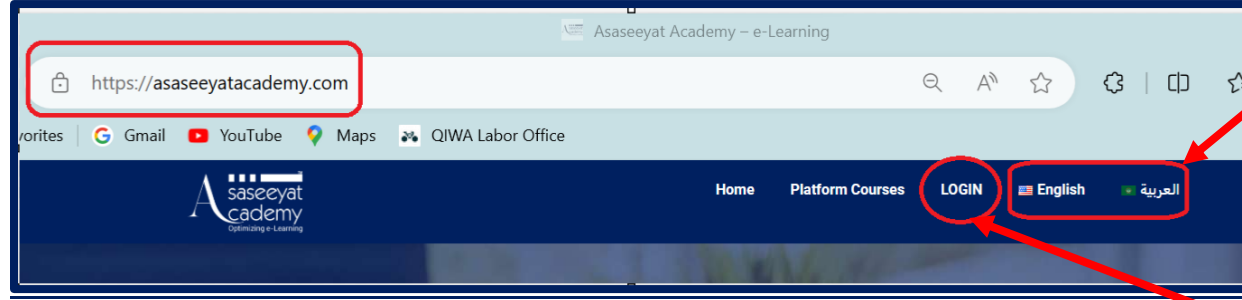 Asaseeyat Academy – e-Learning
https://asaseeyatacademy.com
vorites Gmail YouTube Maps QIWA Labor Office
Asaseeyat Academy
Optimizing e-Learning
Home Platform Courses LOGIN English العربية